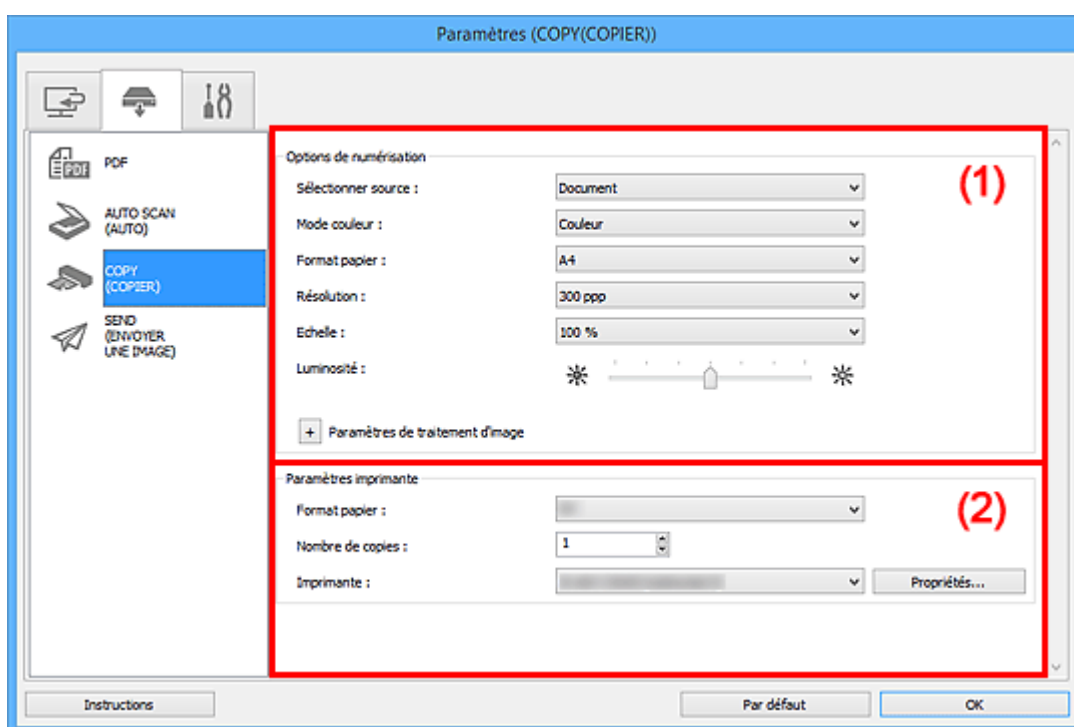 Paramètres (COPY(COPIER))
PDF
PDF
AUTO SCAN
(AUTO)
COPY
(COPIER)
SEND
(ENVOYER
UNE IMAGE)
Options de numérisation
(1)
Sélectionner source : Document
Mode couleur : Couleur
Format papier : A4
Résolution : 300 ppp
Echelle : 100 %
Luminosité :
+ Paramètres de traitement d'image
Paramètres imprimante
(2)
Format papier :
Nombre de copies : 1
Imprimante : Propriétés...
Instructions Par défaut OK